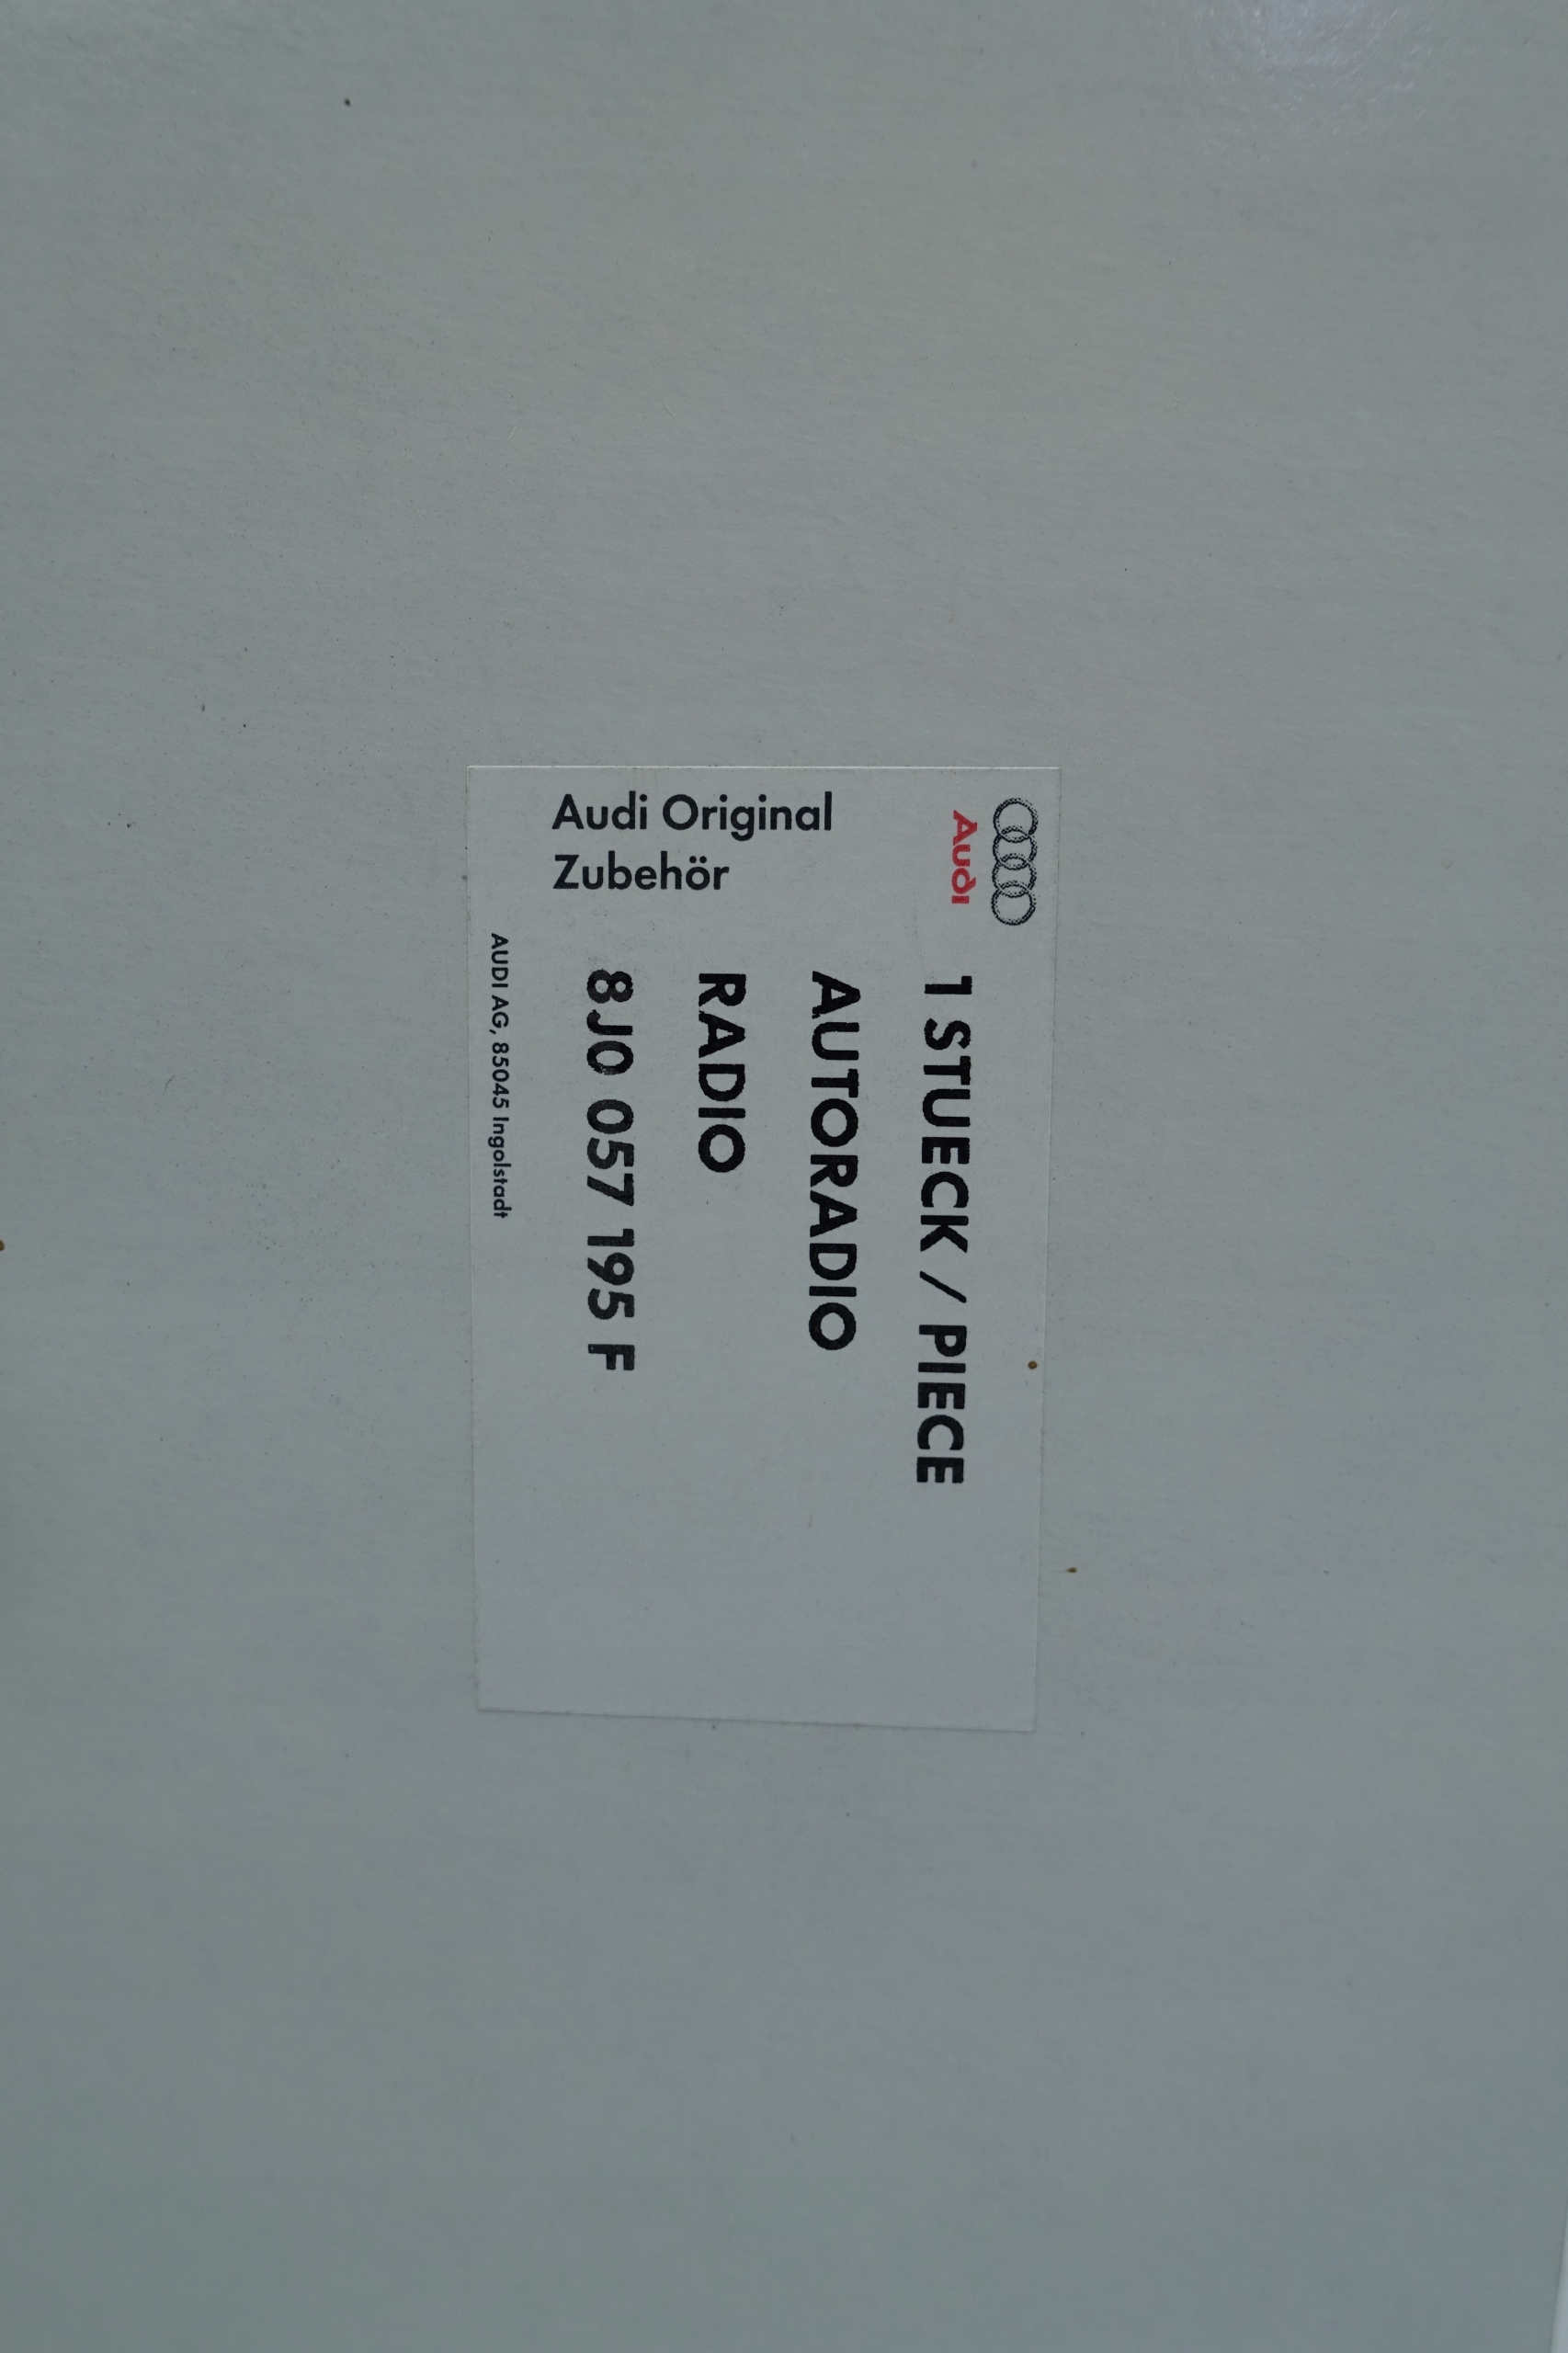 Audi
1 STUECK / PIECE
AUTORADIO
RADIO
8J0 057 195 F
AUDI AG, 85045 Ingolstadt
Audi Original
Zubehör